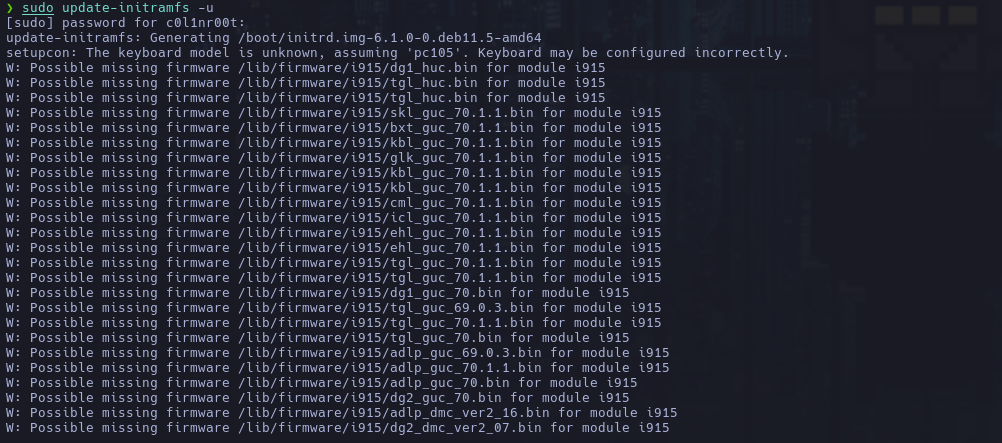 ❯ sudo update-initramfs -u
[sudo] password for c0l1nr00t:
update-initramfs: Generating /boot/initrd.img-6.1.0-0.deb11.5-amd64
setupcon: The keyboard model is unknown, assuming 'pc105'. Keyboard may be configured incorrectly.
W: Possible missing firmware /lib/firmware/i915/dg1_huc.bin for module i915
W: Possible missing firmware /lib/firmware/i915/tgl_huc.bin for module i915
W: Possible missing firmware /lib/firmware/i915/tgl_huc.bin for module i915
W: Possible missing firmware /lib/firmware/i915/skl_guc_70.1.1.bin for module i915
W: Possible missing firmware /lib/firmware/i915/bxt_guc_70.1.1.bin for module i915
W: Possible missing firmware /lib/firmware/i915/kbl_guc_70.1.1.bin for module i915
W: Possible missing firmware /lib/firmware/i915/glk_guc_70.1.1.bin for module i915
W: Possible missing firmware /lib/firmware/i915/kbl_guc_70.1.1.bin for module i915
W: Possible missing firmware /lib/firmware/i915/kbl_guc_70.1.1.bin for module i915
W: Possible missing firmware /lib/firmware/i915/cml_guc_70.1.1.bin for module i915
W: Possible missing firmware /lib/firmware/i915/icl_guc_70.1.1.bin for module i915
W: Possible missing firmware /lib/firmware/i915/ehl_guc_70.1.1.bin for module i915
W: Possible missing firmware /lib/firmware/i915/ehl_guc_70.1.1.bin for module i915
W: Possible missing firmware /lib/firmware/i915/tgl_guc_70.1.1.bin for module i915
W: Possible missing firmware /lib/firmware/i915/tgl_guc_70.1.1.bin for module i915
W: Possible missing firmware /lib/firmware/i915/dg1_guc_70.bin for module i915
W: Possible missing firmware /lib/firmware/i915/tgl_guc_69.0.3.bin for module i915
W: Possible missing firmware /lib/firmware/i915/tgl_guc_70.1.1.bin for module i915
W: Possible missing firmware /lib/firmware/i915/tgl_guc_70.bin for module i915
W: Possible missing firmware /lib/firmware/i915/adlp_guc_69.0.3.bin for module i915
W: Possible missing firmware /lib/firmware/i915/adlp_guc_70.1.1.bin for module i915
W: Possible missing firmware /lib/firmware/i915/adlp_guc_70.bin for module i915
W: Possible missing firmware /lib/firmware/i915/dg2_guc_70.bin for module i915
W: Possible missing firmware /lib/firmware/i915/adlp_dmc_ver2_16.bin for module i915
W: Possible missing firmware /lib/firmware/i915/dg2_dmc_ver2_07.bin for module i915